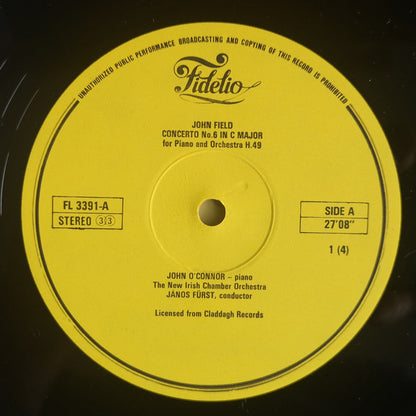 UNAUTHORIZED PUBLIC PERFORMANCE BROADCASTING AND COPYING OF THIS RECORD IS PROHIBITED
Fidelio
JOHN FIELD
CONCERTO No.6 IN C MAJOR
for Piano and Orchestra H.49
FL 3391-A
STEREO 33
SIDE A
27'08"
1 (4)
JOHN O'CONNOR – piano
The New Irish Chamber Orchestra
JANOS FÜRST, conductor
Licensed from Claddagh Records